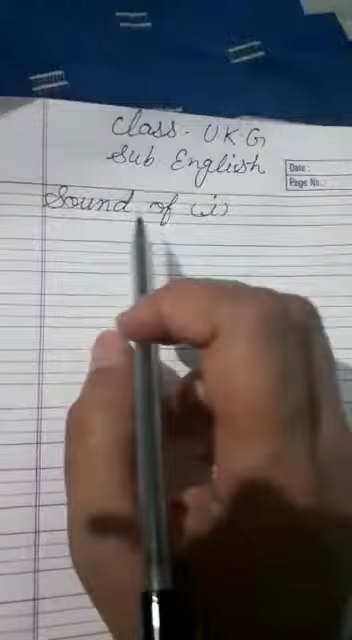 Class - U.K.G,
Sub English
Date :
Page No.
Sound of (i)